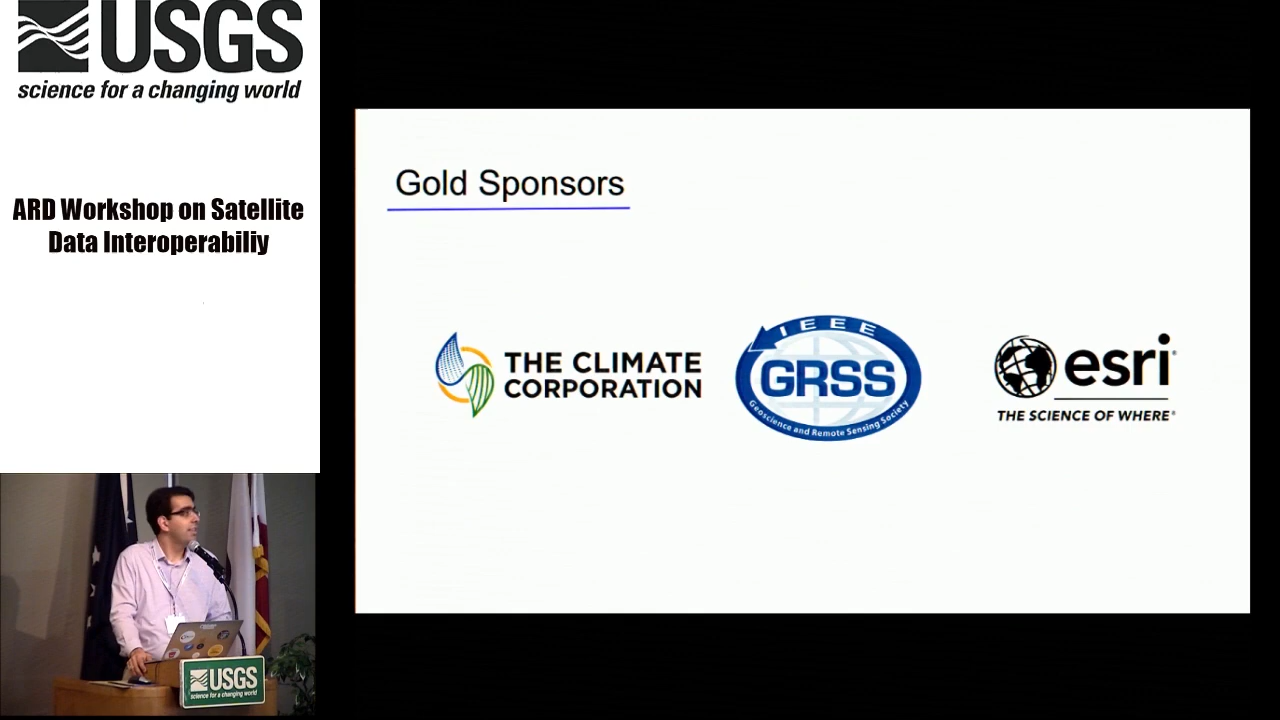 USGS
science for a changing world
ARD Workshop on Satellite
Data Interoperabiliy
Gold Sponsors
THE CLIMATE
CORPORATION
IEEE
GRSS
Geoscience and Remote Sensing Society
esri
THE SCIENCE OF WHERE
USGS
science for a changing world